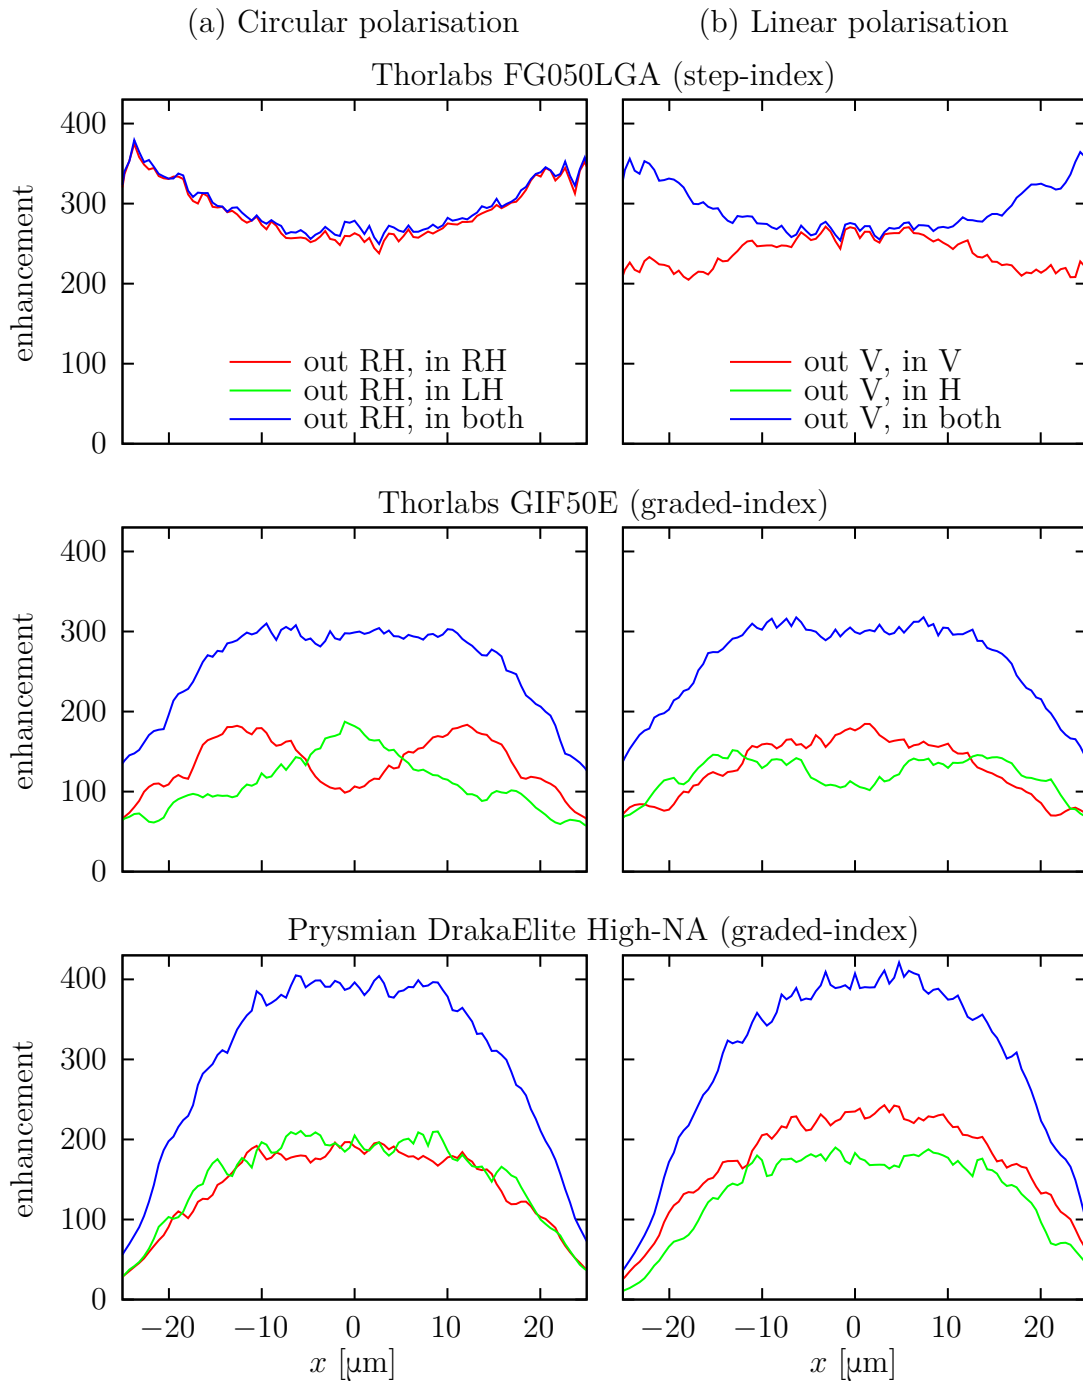 (a) Circular polarisation
(b) Linear polarisation
Thorlabs FG050LGA (step-index)
400
300
200
100
0
enhancement
out RH, in RH
out RH, in LH
out RH, in both
out V, in V
out V, in H
out V, in both
Thorlabs GIF50E (graded-index)
400
300
200
100
0
enhancement
Prysmian DrakaElite High-NA (graded-index)
400
300
200
100
0
enhancement
−20 −10 0 10 20
−20 −10 0 10 20
x [µm]
x [µm]